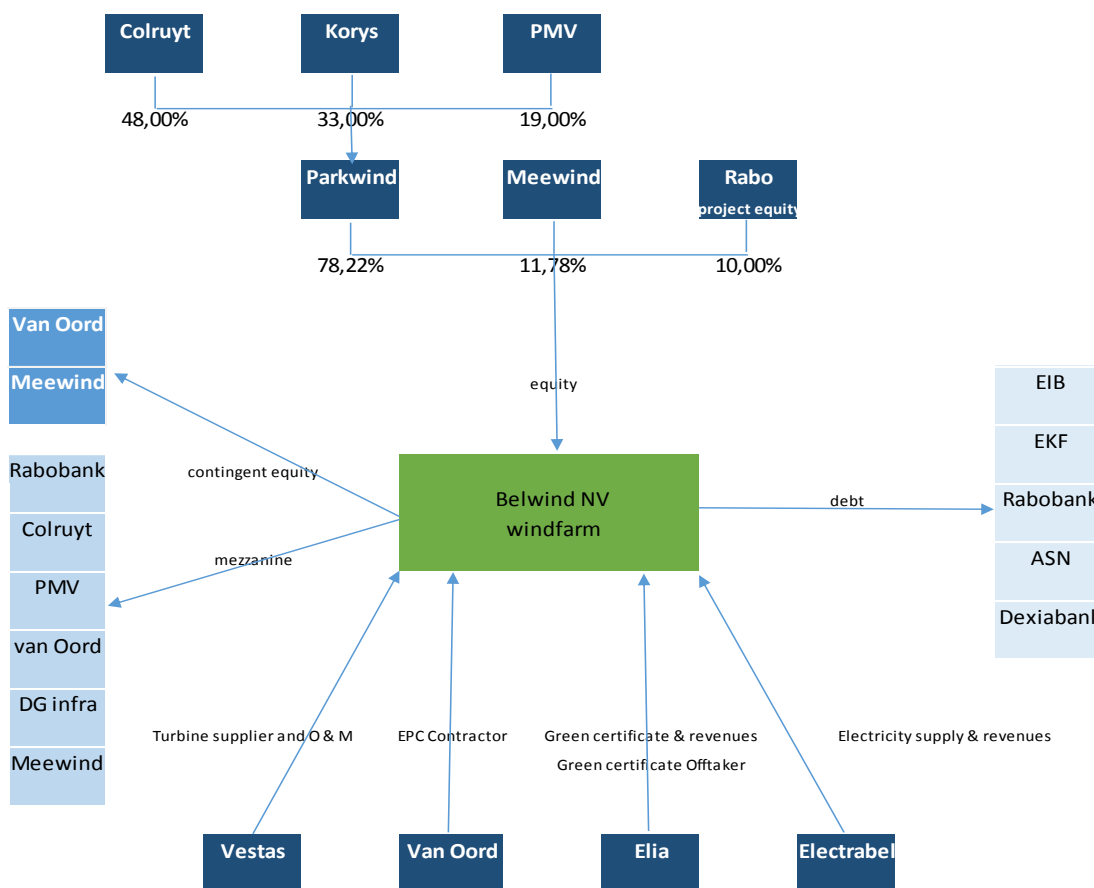 Colruyt Korys PMV
48,00% 33,00% 19,00%
Parkwind Meewind Rabo
project equity
78,22% 11,78% 10,00%
Van Oord
Meewind
equity
EIB
EKF
Rabobank
ASN
Dexiabank
Rabobank
Colruyt
PMV
van Oord
DG infra
Meewind
contingent equity
mezzanine
Belwind NV
windfarm
debt
Turbine supplier and O & M
EPC Contractor
Green certificate & revenues
Green certificate Offtaker
Electricity supply & revenues
Vestas Van Oord Elia Electrabel